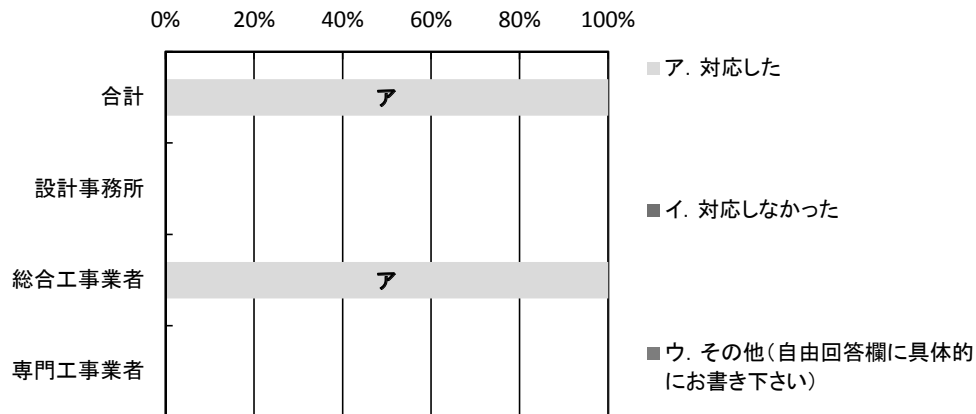 0% 20% 40% 60% 80% 100%
合計
ア
設計事務所
総合工事業者
ア
専門工事業者
ア. 対応した
イ. 対応しなかった
ウ. その他(自由回答欄に具体的
にお書き下さい)